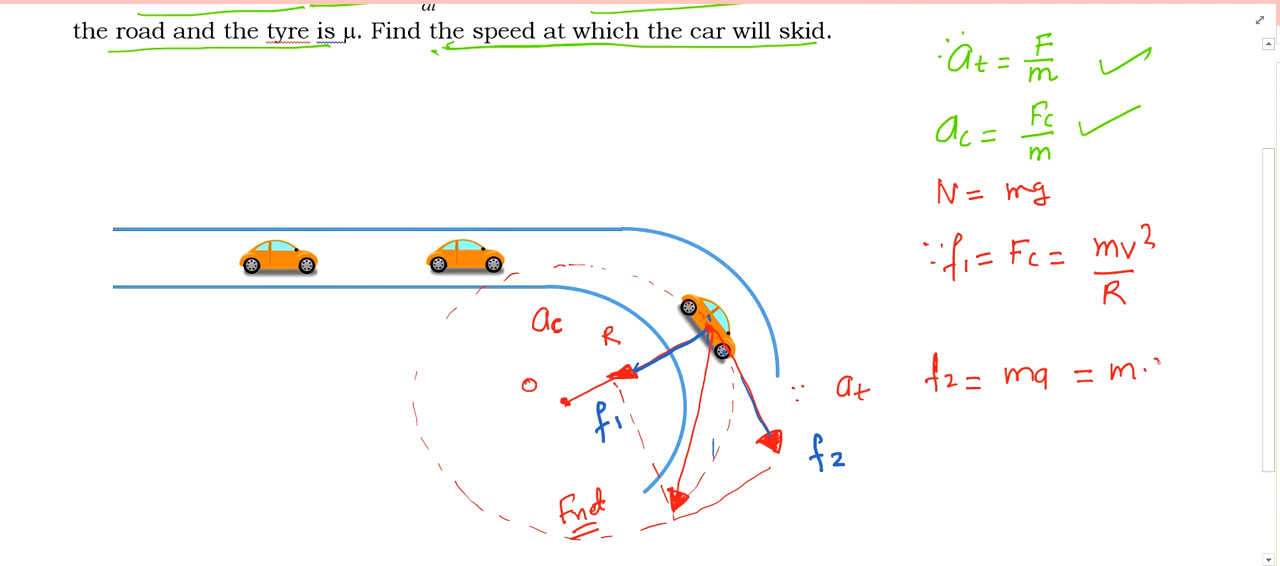 the road and the tyre is μ. Find the speed at which the car will skid.
∵ at = F/m ✓
ac = Fc/m ✓
N = mg
∵ f1 = Fc = mv²/R
ac
R
O
f1
∵ at
f2 = ma = m.
f2
Fnet